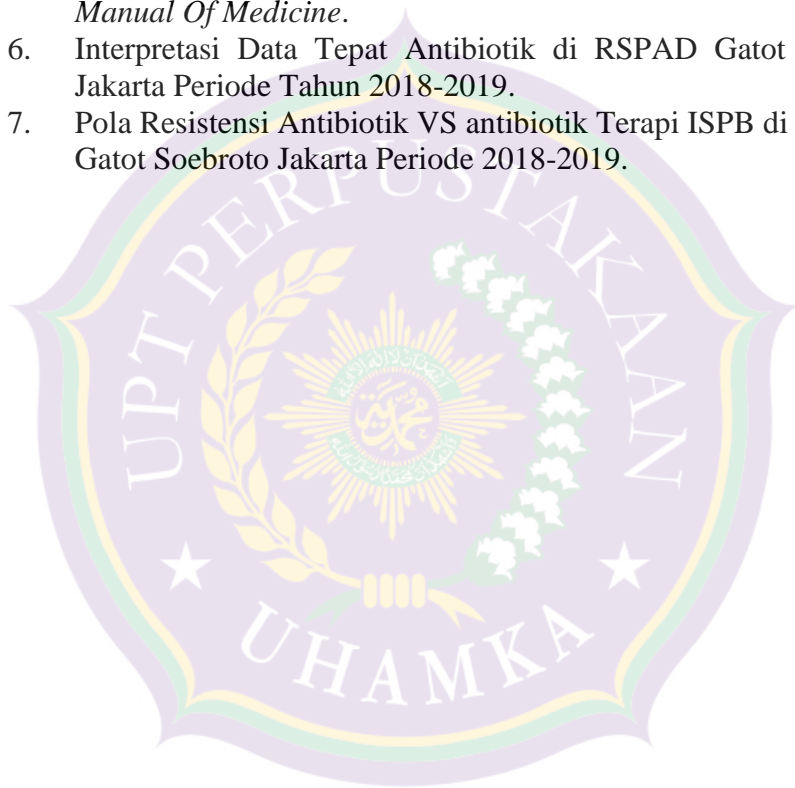 Manual Of Medicine.
6. Interpretasi Data Tepat Antibiotik di RSPAD Gatot
Jakarta Periode Tahun 2018-2019.
7. Pola Resistensi Antibiotik VS antibiotik Terapi ISPB di
Gatot Soebroto Jakarta Periode 2018-2019.
UPT PERPUSTAKAAN
UHAMKA